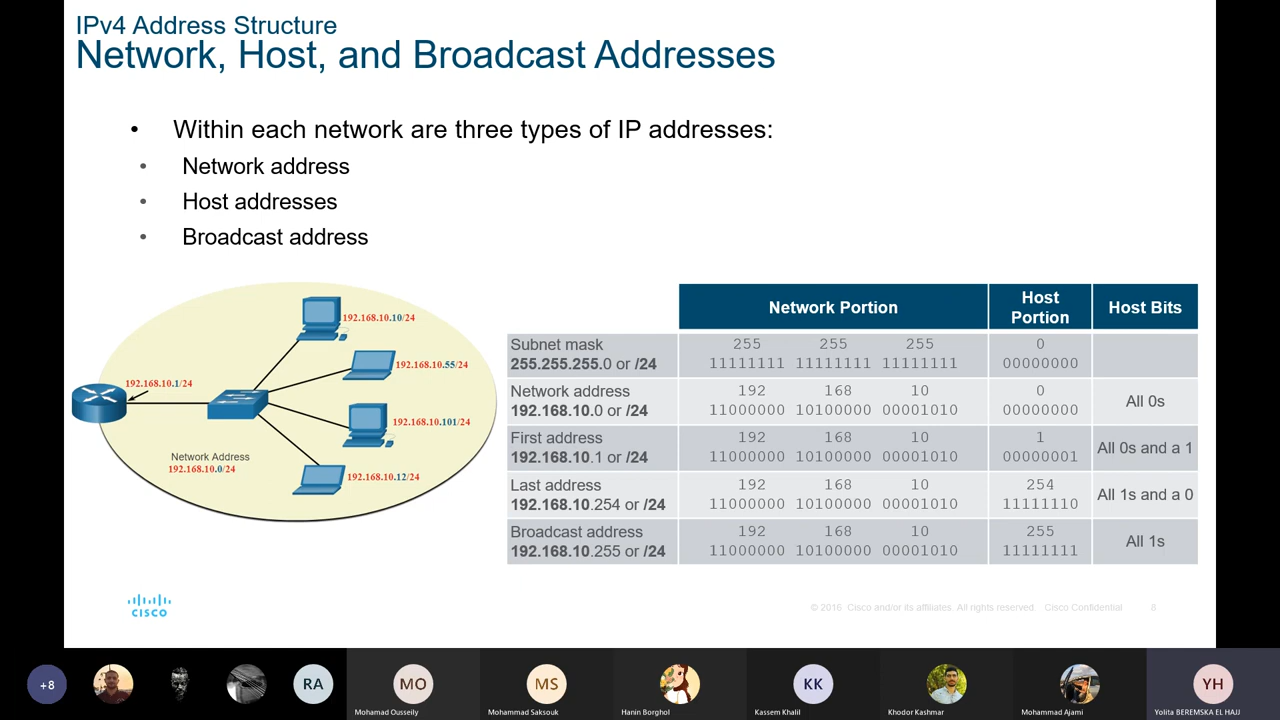 IPv4 Address Structure
Network, Host, and Broadcast Addresses
• Within each network are three types of IP addresses:
• Network address
• Host addresses
• Broadcast address
192.168.10.10/24
192.168.10.55/24
192.168.10.1/24
192.168.10.101/24
Network Address
192.168.10.0/24
192.168.10.12/24
Network Portion Host Portion Host Bits
Subnet mask 255 255 255 0
255.255.255.0 or /24 11111111 11111111 11111111 00000000
Network address 192 168 10 0
192.168.10.0 or /24 11000000 10100000 00001010 00000000 All 0s
First address 192 168 10 1
192.168.10.1 or /24 11000000 10100000 00001010 00000001 All 0s and a 1
Last address 192 168 10 254
192.168.10.254 or /24 11000000 10100000 00001010 11111110 All 1s and a 0
Broadcast address 192 168 10 255
192.168.10.255 or /24 11000000 10100000 00001010 11111111 All 1s
CISCO
© 2016 Cisco and/or its affiliates. All rights reserved. Cisco Confidential 8
+8 RA MO MS KK YH
Mohamad Ousseily Mohammad Saksouk Hanin Borghol Kassem Khalil Khodor Kashmar Mohammad Ajami Yolita BEREMSKA EL HAJJ